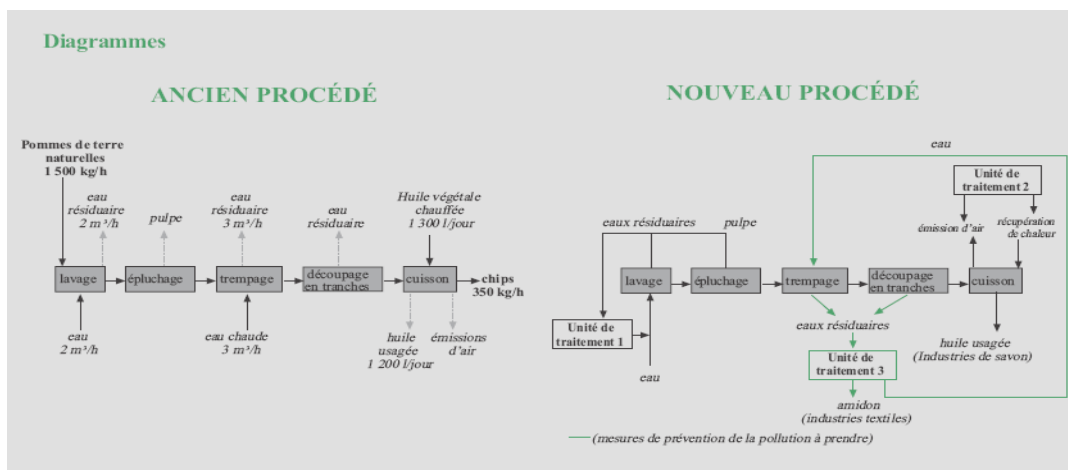 Diagrammes
ANCIEN PROCÉDÉ
Pommes de terre
naturelles
1 500 kg/h
eau
résiduaire
2 m³/h
pulpe
eau
résiduaire
3 m³/h
eau
résiduaire
Huile végétale
chauffée
1 300 l/jour
lavage
épluchage
trempage
découpage
en tranches
cuisson
chips
350 kg/h
eau
2 m³/h
eau chaude
3 m³/h
huile
usagée
1 200 l/jour
émissions
d'air
NOUVEAU PROCÉDÉ
eau
Unité de
traitement 2
eaux résiduaires
pulpe
émission d'air
récupération
de chaleur
lavage
épluchage
trempage
découpage
en tranches
cuisson
Unité de
traitement 1
eau
eaux résiduaires
huile usagée
(Industries de savon)
Unité de
traitement 3
amidon
(industries textiles)
(mesures de prévention de la pollution à prendre)